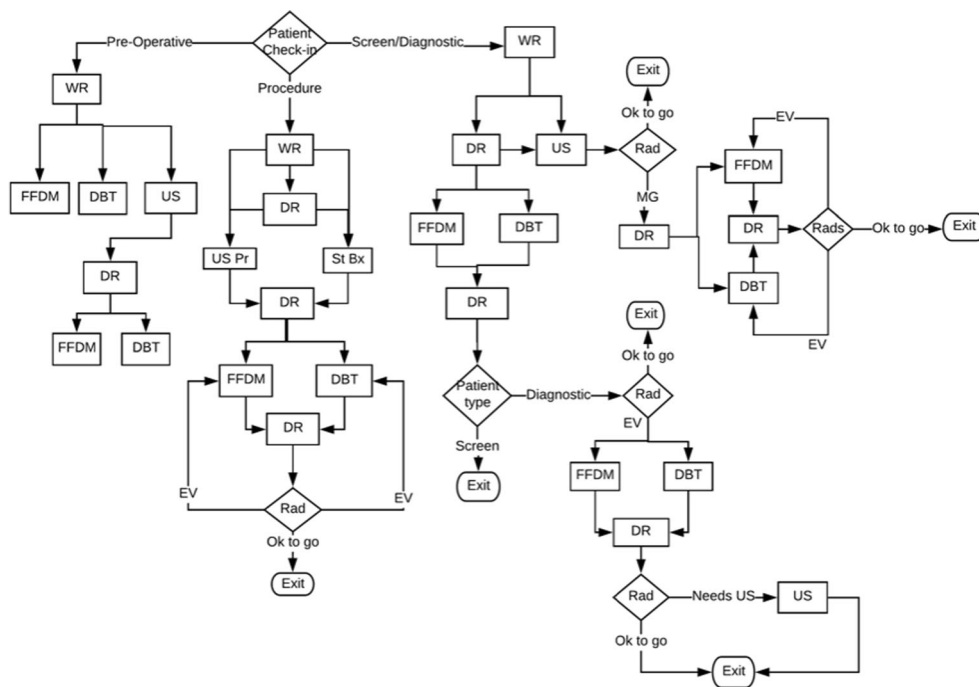 Patient
Check-in
Pre-Operative
Screen/Diagnostic
Procedure
WR
FFDM
DBT
US
DR
FFDM
DBT
WR
DR
US Pr
St Bx
DR
FFDM
DBT
DR
EV
EV
Rad
Ok to go
Exit
WR
DR
US
FFDM
DBT
DR
Patient
type
Diagnostic
Screen
Exit
Exit
Ok to go
Rad
MG
DR
EV
FFDM
DR
Rads
Ok to go
Exit
DBT
EV
Exit
Ok to go
Rad
EV
FFDM
DBT
DR
Rad
Needs US
US
Ok to go
Exit